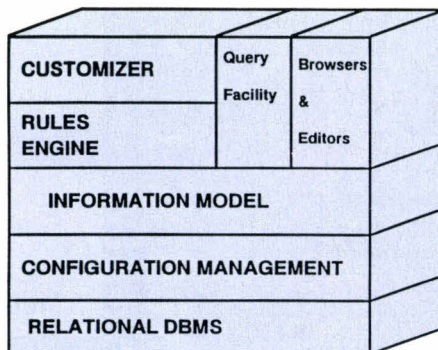 CUSTOMIZER
RULES
ENGINE
Query
Facility
Browsers
&
Editors
INFORMATION MODEL
CONFIGURATION MANAGEMENT
RELATIONAL DBMS